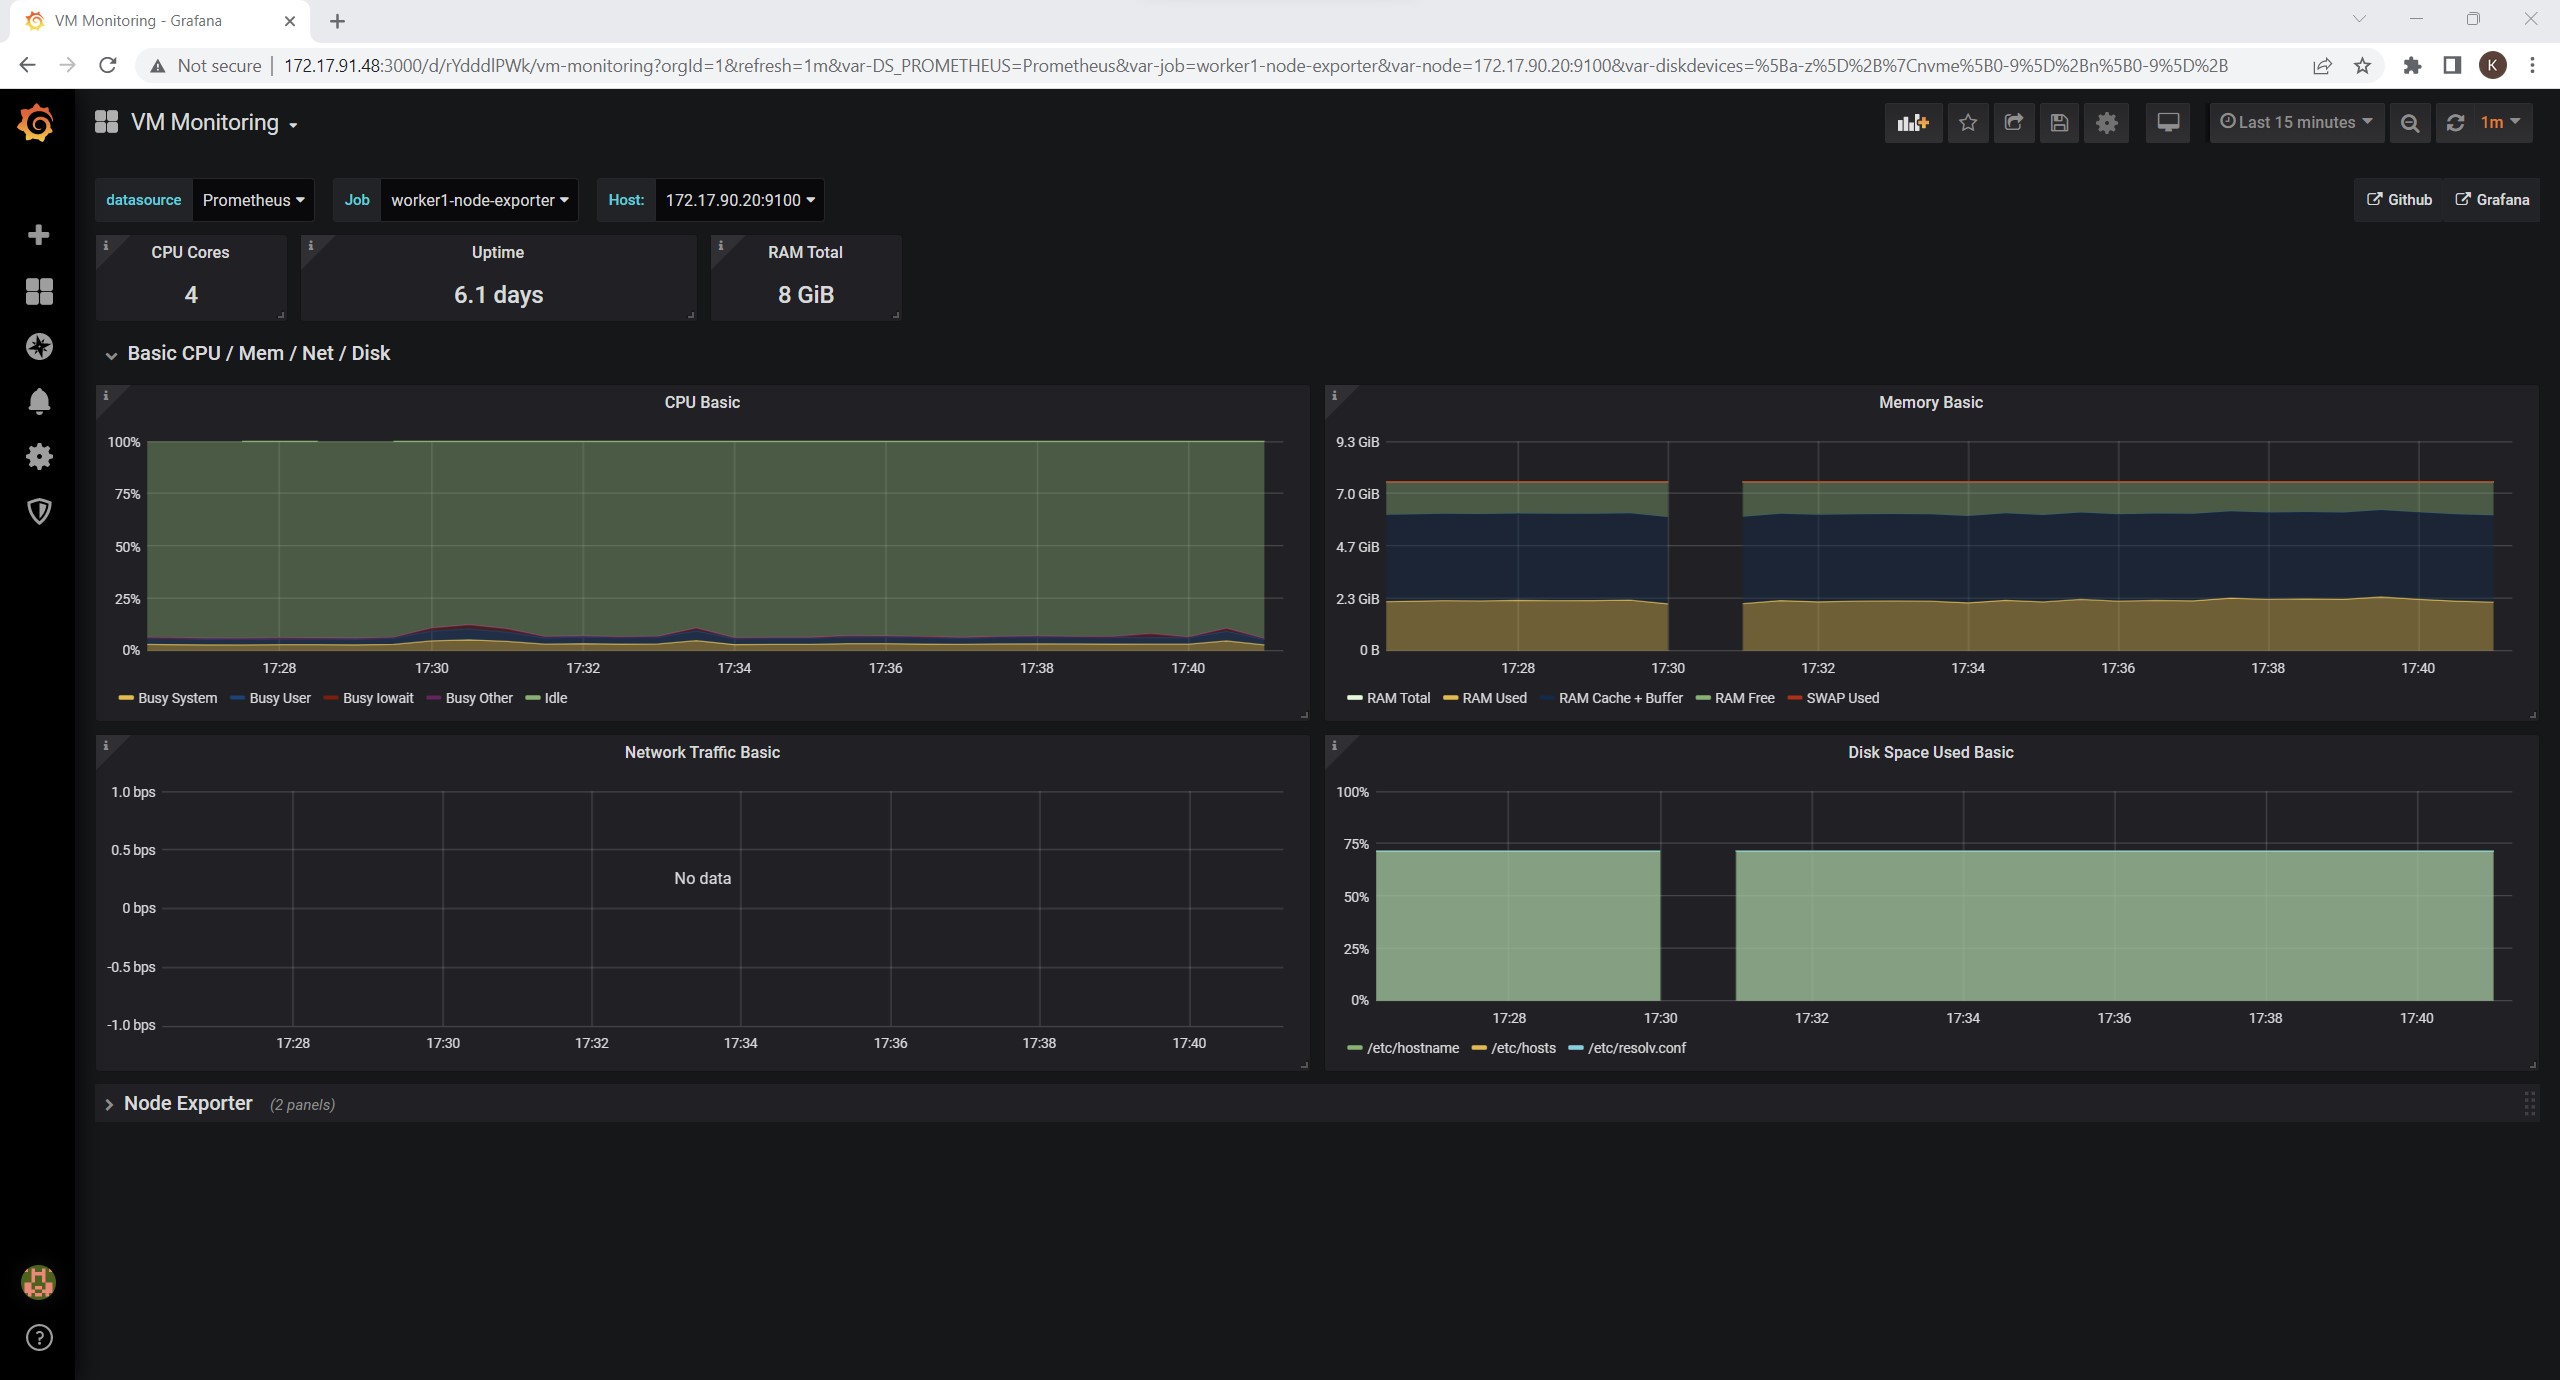 VM Monitoring - Grafana
Not secure | 172.17.91.48:3000/d/rYdddlPWk/vm-monitoring?orgId=1&refresh=1m&var-DS_PROMETHEUS=Prometheus&var-job=worker1-node-exporter&var-node=172.17.90.20:9100&var-diskdevices=%5Ba-z%5D%2B%7Cnvme%5B0-9%5D%2Bn%5B0-9%5D%2B
K
VM Monitoring
Last 15 minutes
1m
datasource Prometheus Job worker1-node-exporter Host: 172.17.90.20:9100
Github Grafana
CPU Cores
4
Uptime
6.1 days
RAM Total
8 GiB
Basic CPU / Mem / Net / Disk
CPU Basic
100%
75%
50%
25%
0%
17:28 17:30 17:32 17:34 17:36 17:38 17:40
Busy System Busy User Busy Iowait Busy Other Idle
Memory Basic
9.3 GiB
7.0 GiB
4.7 GiB
2.3 GiB
0 B
17:28 17:30 17:32 17:34 17:36 17:38 17:40
RAM Total RAM Used RAM Cache + Buffer RAM Free SWAP Used
Network Traffic Basic
1.0 bps
0.5 bps
No data
0 bps
-0.5 bps
-1.0 bps
17:28 17:30 17:32 17:34 17:36 17:38 17:40
Disk Space Used Basic
100%
75%
50%
25%
0%
17:28 17:30 17:32 17:34 17:36 17:38 17:40
/etc/hostname /etc/hosts /etc/resolv.conf
Node Exporter (2 panels)